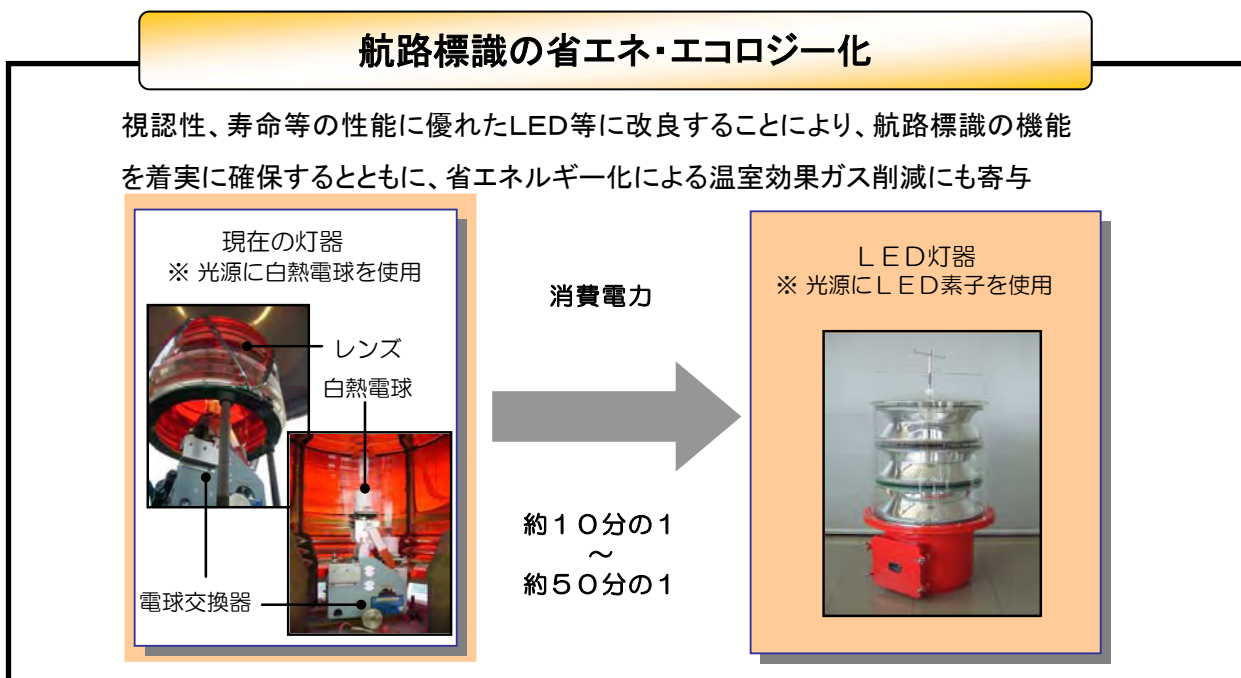 航路標識の省エネ・エコロジー化
視認性、寿命等の性能に優れたLED等に改良することにより、航路標識の機能
を着実に確保するとともに、省エネルギー化による温室効果ガス削減にも寄与
現在の灯器
※ 光源に白熱電球を使用
レンズ
白熱電球
電球交換器
消費電力
約１０分の１
～
約５０分の１
ＬＥＤ灯器
※ 光源にＬＥＤ素子を使用